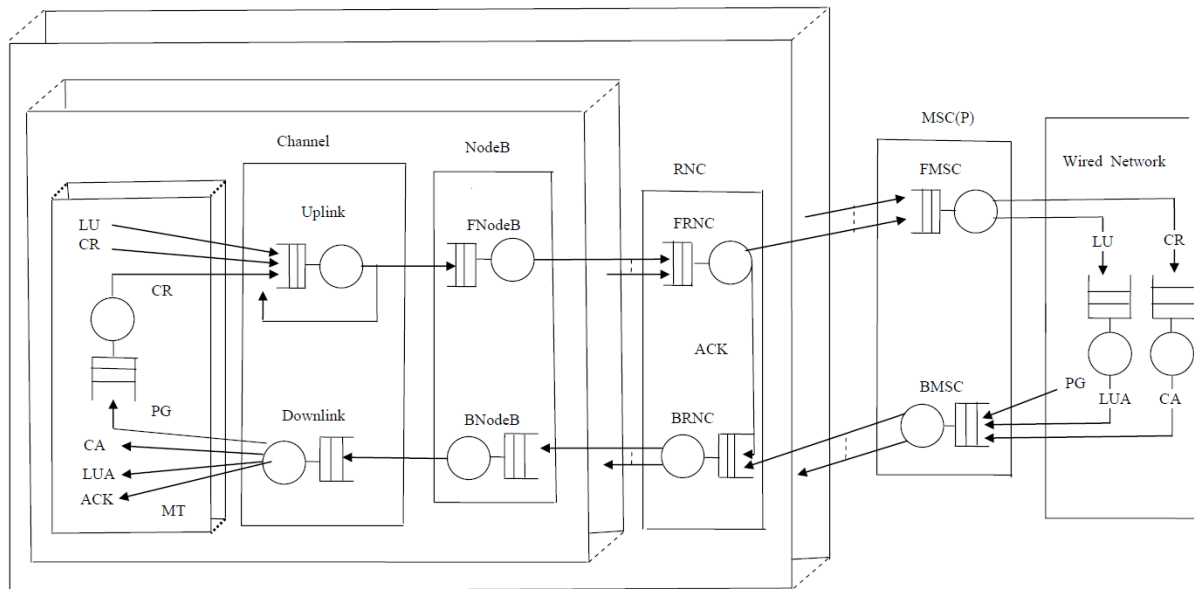 MSC(P)
Channel
NodeB
RNC
Wired Network
Uplink
FNodeB
FRNC
FMSC
LU
CR
CR
LU
CR
ACK
PG
Downlink
BNodeB
BRNC
BMSC
PG
LUA
CA
CA
LUA
ACK
MT